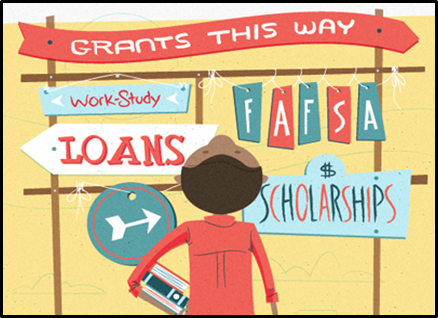 GRANTS THIS WAY
WORK-STUDY
FAFSA
LOANS
$
SCHOLARSHIPS